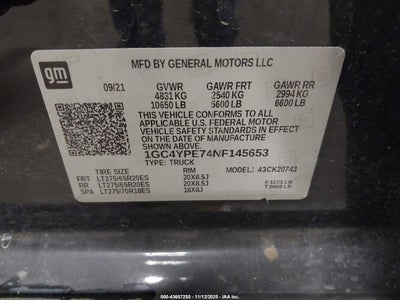 gm
MFD BY GENERAL MOTORS LLC
09/21 GVWR GAWR FRT GAWR RR
4831 KG 2540 KG 2994 KG
10650 LB 5600 LB 6600 LB
THIS VEHICLE CONFORMS TO ALL
APPLICABLE U.S. FEDERAL MOTOR
VEHICLE SAFETY STANDARDS IN EFFECT
ON THE DATE OF MANUFACTURE SHOWN ABOVE.
1GC4YPE74NF145653
TYPE: TRUCK MODEL: 43CK20743
TIRE SIZE RIM
FRT LT275/65R20ES 20X8.5J
RR LT275/65R20ES 20X8.5J
SPA LT275/70R18ES 18X8J
000-43657250 - 11/12/2025 - IAA Inc. (US)